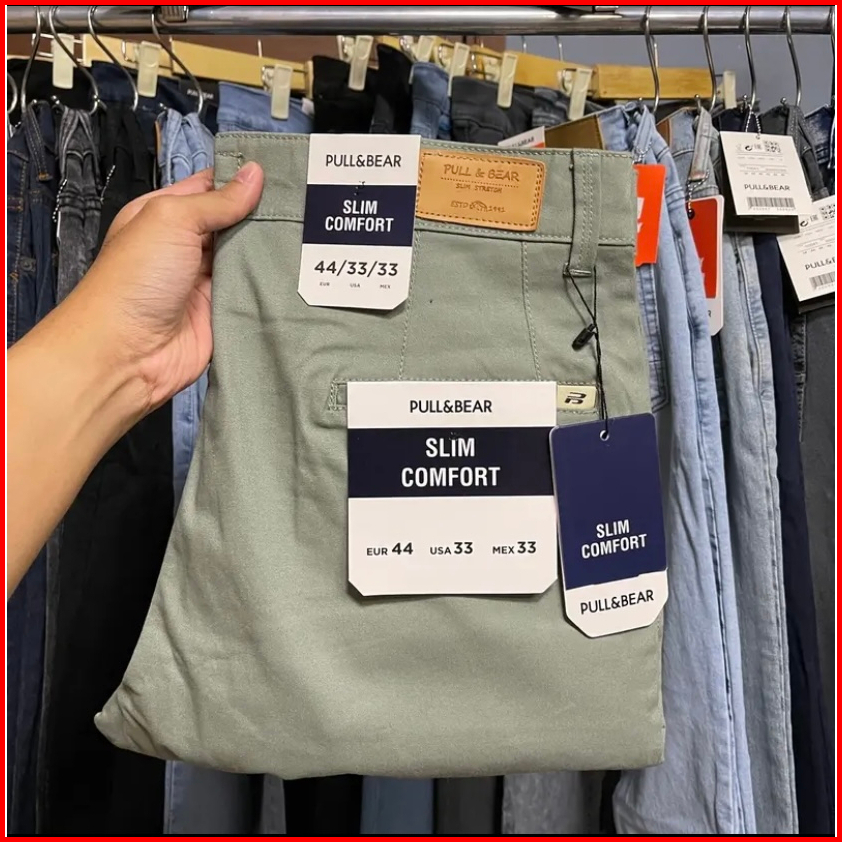 PULL&BEAR
SLIM
COMFORT
44/33/33
EUR USA MEX
PULL & BEAR
SLIM STRETCH
PULL&BEAR
SLIM
COMFORT
EUR 44 USA 33 MEX 33
SLIM
COMFORT
PULL&BEAR
PULL&BEAR